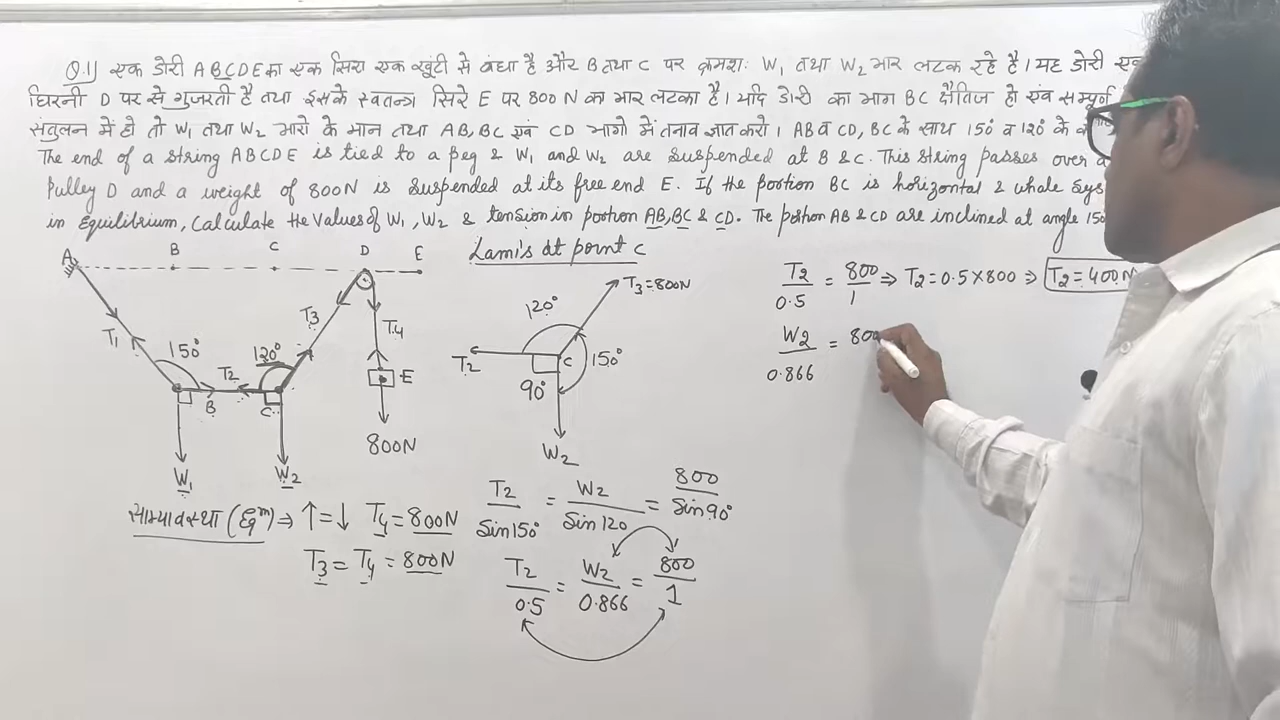 Q.1) एक डोरी ABCDE का एक सिरा एक खुंटी से बंधा है और B तथा C पर क्रमशः W₁ तथा W₂ भार लटक रहे है। यह डोरी
घिरनी D पर से गुजरती है तथा इसके स्वतन्त्र सिरे E पर 800 N का भार लटका है। यदि डोरी का भाग BC क्षैतिज हो एंव सम्पूर्ण
संतुलन में हो तो W₁ तथा W₂ भारो के मान तथा AB, BC एंव CD भागो में तनाव ज्ञात करो। AB व CD, BC के साथ 150° व 120° के
The end of a string ABCDE is tied to a peg & W₁ and W₂ are suspended at B & C. This string passes over a
pulley D and a weight of 800N is suspended at its free end E. If the portion BC is horizontal & whole
in Equilibrium, Calculate the values of W₁, W₂ & tension in portion AB, BC & CD. The portion AB & CD are inclined at angle
A B C D E
T₁ 150° T₂ 120° T₃ T₄
B C E
W₁ W₂ 800N
साम्यावस्था (Eqᵐ) ⇒ ↑=↓ T₄ = 800N
T₃ = T₄ = 800N
Lami's at point C
T₃=800N
120°
T₂ C 150°
90°
W₂
T₂/Sin150° = W₂/Sin120 = 800/Sin90°
T₂/0.5 = W₂/0.866 = 800/1
T₂/0.5 = 800/1 ⇒ T₂ = 0.5×800 ⇒ T₂ = 400N
W₂/0.866 = 800